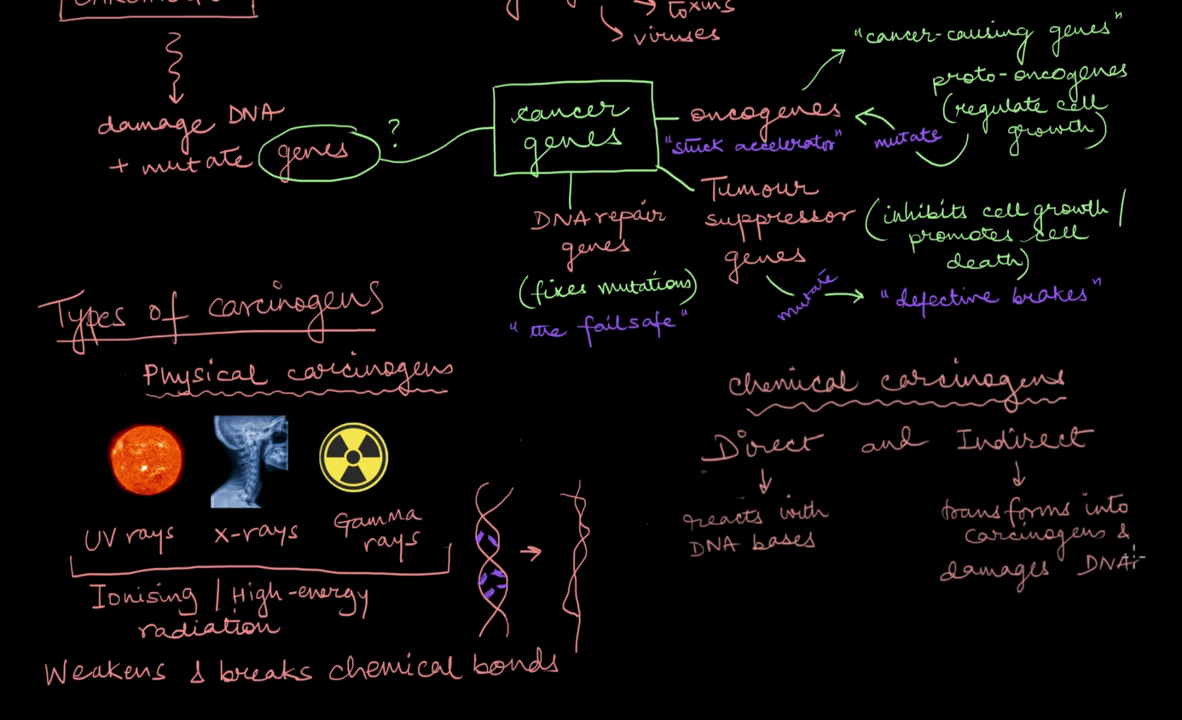 toxins
viruses
"cancer-causing genes"
proto-oncogenes
(regulate cell
growth)
mutate
cancer
genes
oncogenes
"stuck accelerator"
damage DNA
+ mutate genes
?
Tumour
suppressor
genes
(inhibits cell growth /
promotes cell
death)
mutate
"defective brakes"
DNA repair
genes
(fixes mutations)
"the failsafe"
Types of carcinogens
Physical carcinogens
UV rays
X-rays
Gamma
rays
Ionising / High-energy
radiation
Weakens & breaks chemical bonds
Chemical carcinogens
Direct and Indirect
reacts with
DNA bases
transforms into
carcinogens &
damages DNA